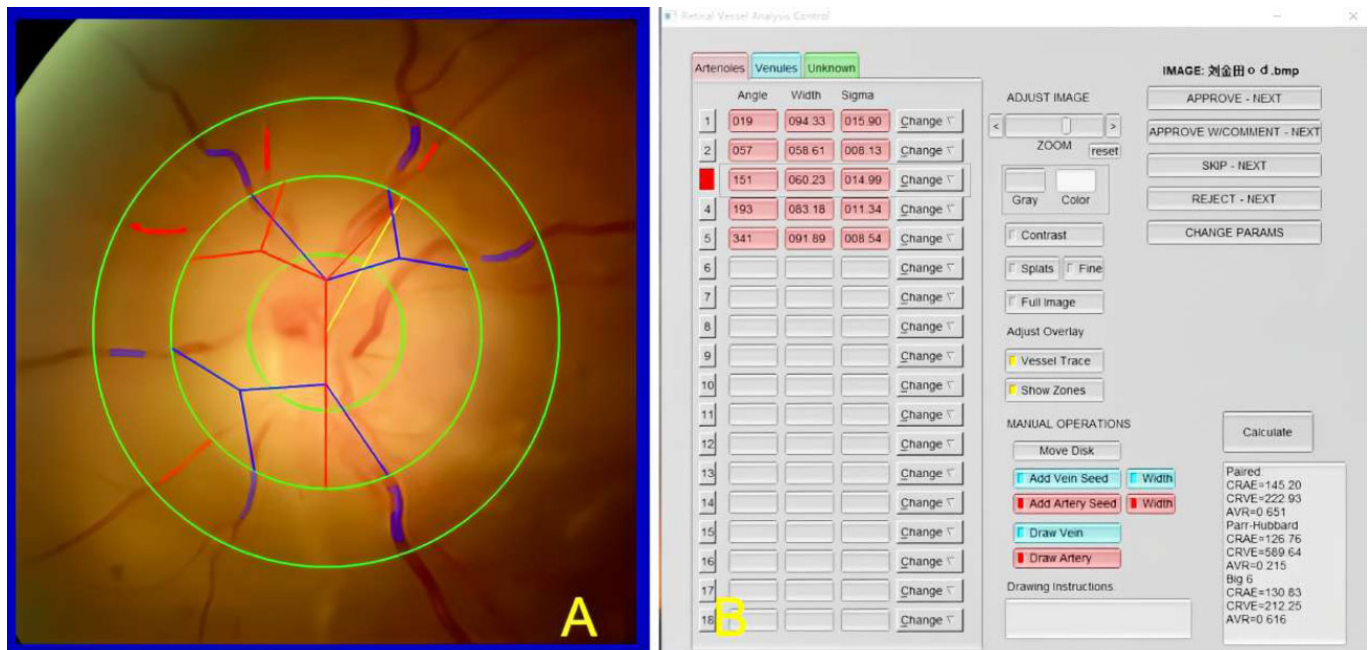 A
Retinal Vessel Analysis Control
Arterioles Venules Unknown
Angle Width Sigma
1 019 094.33 015.90 Change
2 057 058.61 008.13 Change
151 060.23 014.99 Change
4 193 083.18 011.34 Change
5 341 091.89 008.54 Change
6 Change
7 Change
8 Change
9 Change
10 Change
11 Change
12 Change
13 Change
14 Change
15 Change
16 Change
17 Change
18 Change
B
ADJUST IMAGE
< >
ZOOM
reset
Gray Color
Contrast
Splats Fine
Full Image
Adjust Overlay
Vessel Trace
Show Zones
MANUAL OPERATIONS
Move Disk
Add Vein Seed Width
Add Artery Seed Width
Draw Vein
Draw Artery
Drawing Instructions
IMAGE: 刘金田od.bmp
APPROVE - NEXT
APPROVE W/COMMENT - NEXT
SKIP - NEXT
REJECT - NEXT
CHANGE PARAMS
Calculate
Paired
CRAE=145.20
CRVE=222.93
AVR=0.651
Parr-Hubbard
CRAE=126.76
CRVE=589.64
AVR=0.215
Big 6
CRAE=130.83
CRVE=212.25
AVR=0.616